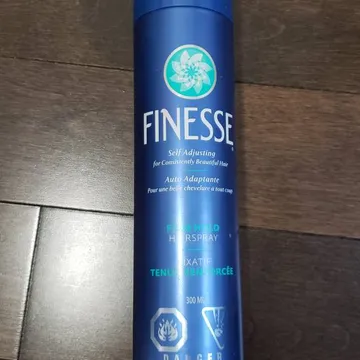 FINESSE
Self Adjusting
for Consistently Beautiful Hair
Auto Adaptante
Pour une belle chevelure à tout coup
HAIRSPRAY
FIXATIF
300 ML
DANGER